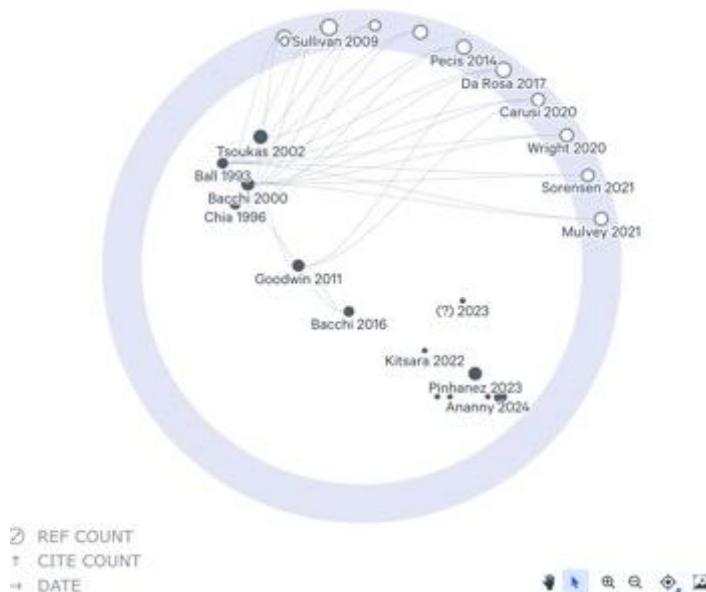 O'Sullivan 2009
Pecis 2014
Da Rosa 2017
Carusi 2020
Wright 2020
Tsoukas 2002
Ball 1993
Sorensen 2021
Bacchi 2000
Chia 1996
Mulvey 2021
Goodwin 2011
(?) 2023
Bacchi 2016
Kitsara 2022
Pinhanez 2023
Ananny 2024
REF COUNT
↑ CITE COUNT
→ DATE